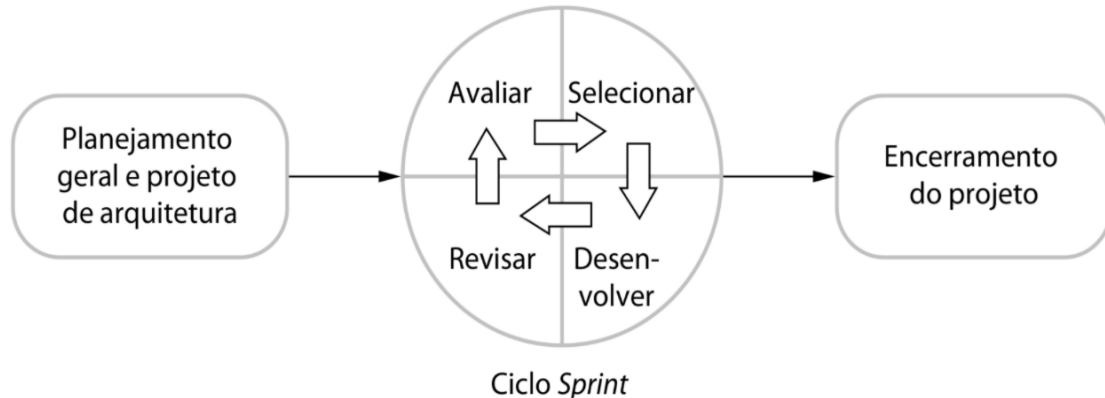 Planejamento
geral e projeto
de arquitetura
Avaliar
Selecionar
Revisar
Desen-
volver
Encerramento
do projeto
Ciclo Sprint